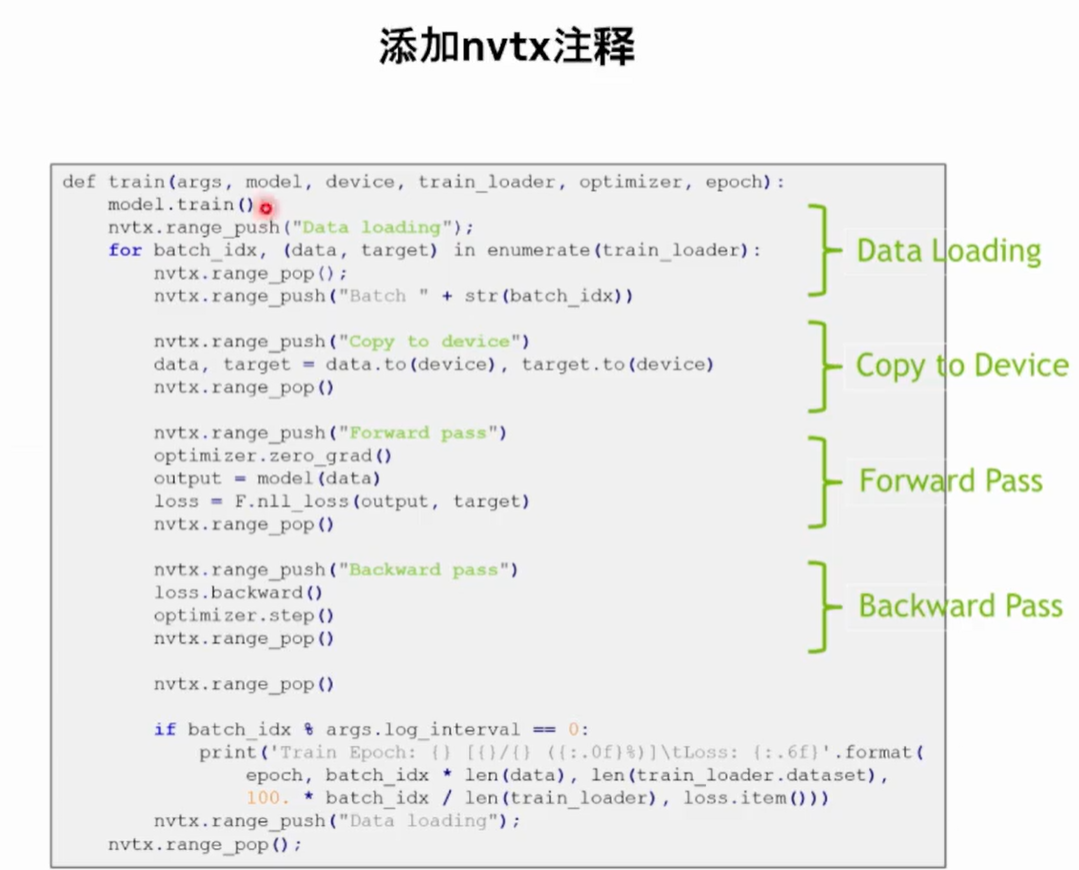 添加nvtx注释
def train(args, model, device, train_loader, optimizer, epoch):
model.train()
nvtx.range_push("Data loading");
for batch_idx, (data, target) in enumerate(train_loader):
nvtx.range_pop();
nvtx.range_push("Batch " + str(batch_idx))
Data Loading
nvtx.range_push("Copy to device")
data, target = data.to(device), target.to(device)
nvtx.range_pop()
Copy to Device
nvtx.range_push("Forward pass")
optimizer.zero_grad()
output = model(data)
loss = F.nll_loss(output, target)
nvtx.range_pop()
Forward Pass
nvtx.range_push("Backward pass")
loss.backward()
optimizer.step()
nvtx.range_pop()
Backward Pass
nvtx.range_pop()
if batch_idx % args.log_interval == 0:
print('Train Epoch: {} [{}/{} ({:.0f}%)]\tLoss: {:.6f}'.format(
epoch, batch_idx * len(data), len(train_loader.dataset),
100. * batch_idx / len(train_loader), loss.item()))
nvtx.range_push("Data loading");
nvtx.range_pop();